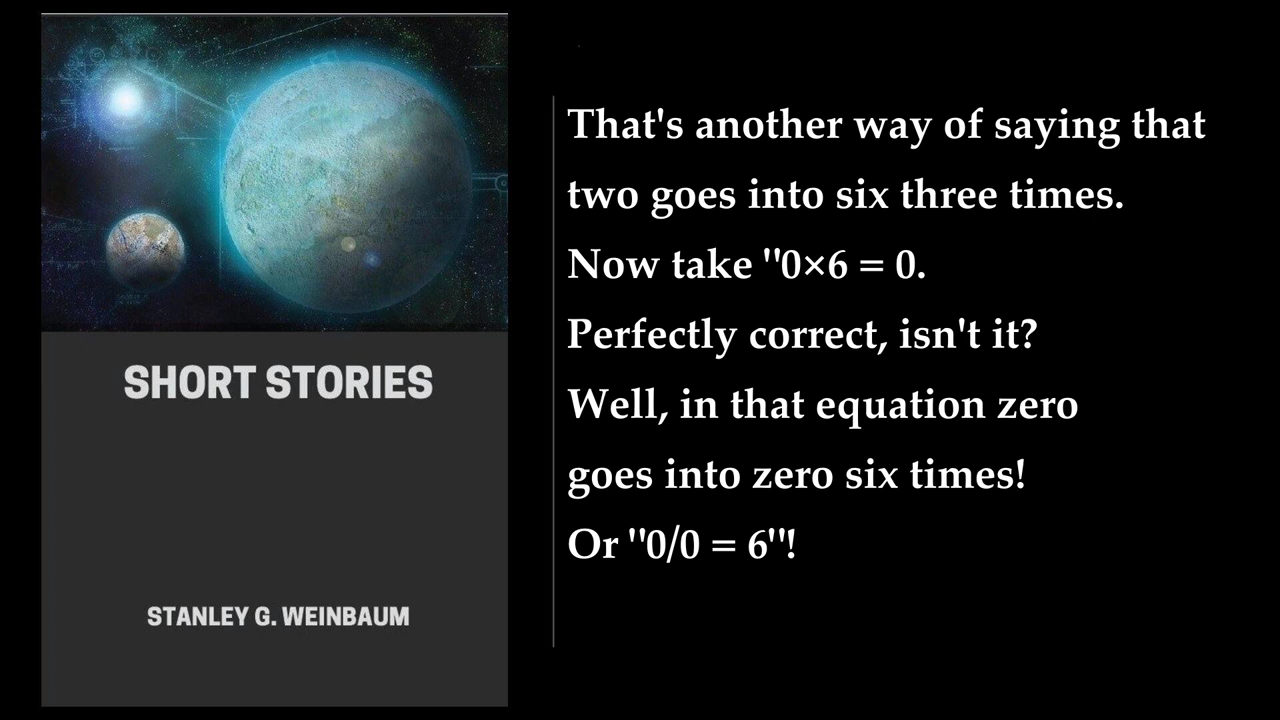 SHORT STORIES
STANLEY G. WEINBAUM
That's another way of saying that
two goes into six three times.
Now take "0×6 = 0.
Perfectly correct, isn't it?
Well, in that equation zero
goes into zero six times!
Or "0/0 = 6"!